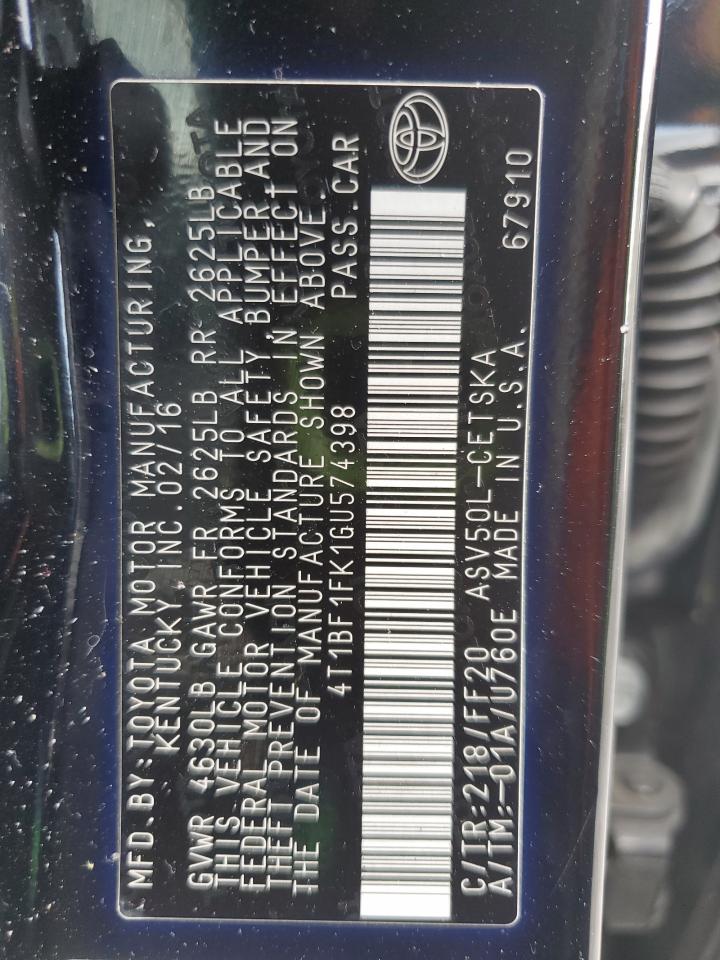 MFD.BY:TOYOTA MOTOR MANUFACTURING,
KENTUCKY, INC.02/16
GVWR 4630LB GAWR FR 2625LB RR 2625LB
THIS VEHICLE CONFORMS TO ALL APPLICABLE
FEDERAL MOTOR VEHICLE SAFETY, BUMPER AND
THEFT PREVENTION STANDARDS IN EFFECT ON
THE DATE OF MANUFACTURE SHOWN ABOVE.
4T1BF1FK1GU574398 PASS.CAR
C/TR:218/FF20 ASV50L-CETSKA
A/TM:-01A/U760E MADE IN U.S.A.
67910